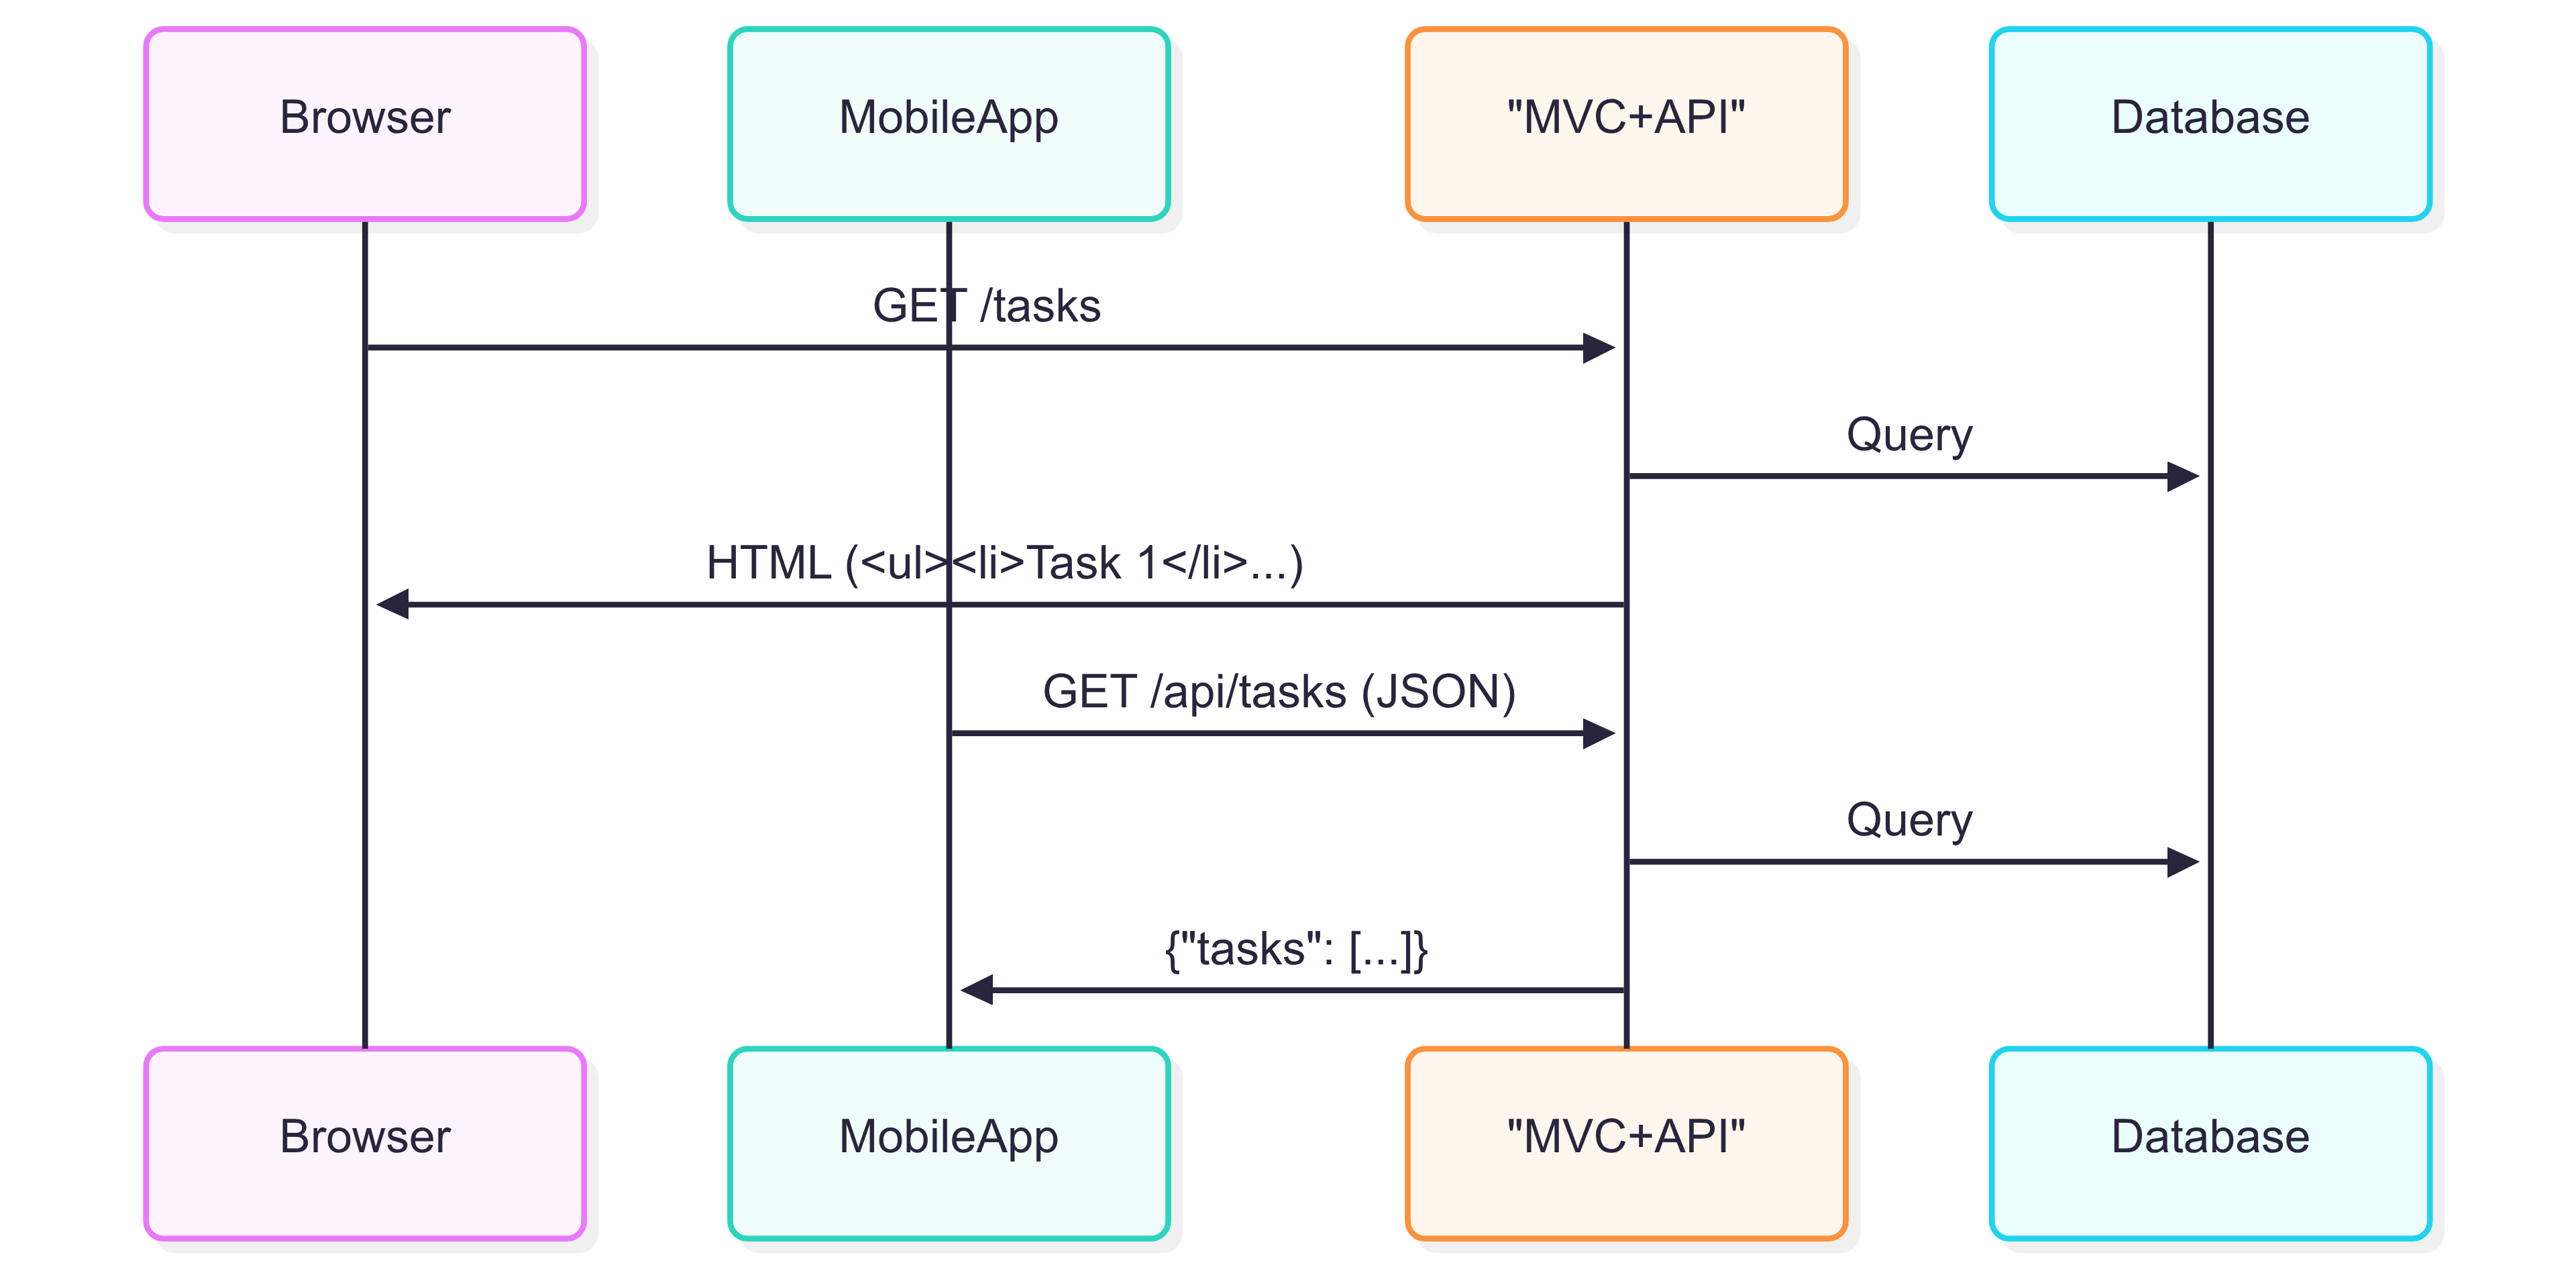 Browser
MobileApp
"MVC+API"
Database
GET /tasks
Query
HTML (<ul><li>Task 1</li>...)
GET /api/tasks (JSON)
Query
{"tasks": [...]}
Browser
MobileApp
"MVC+API"
Database